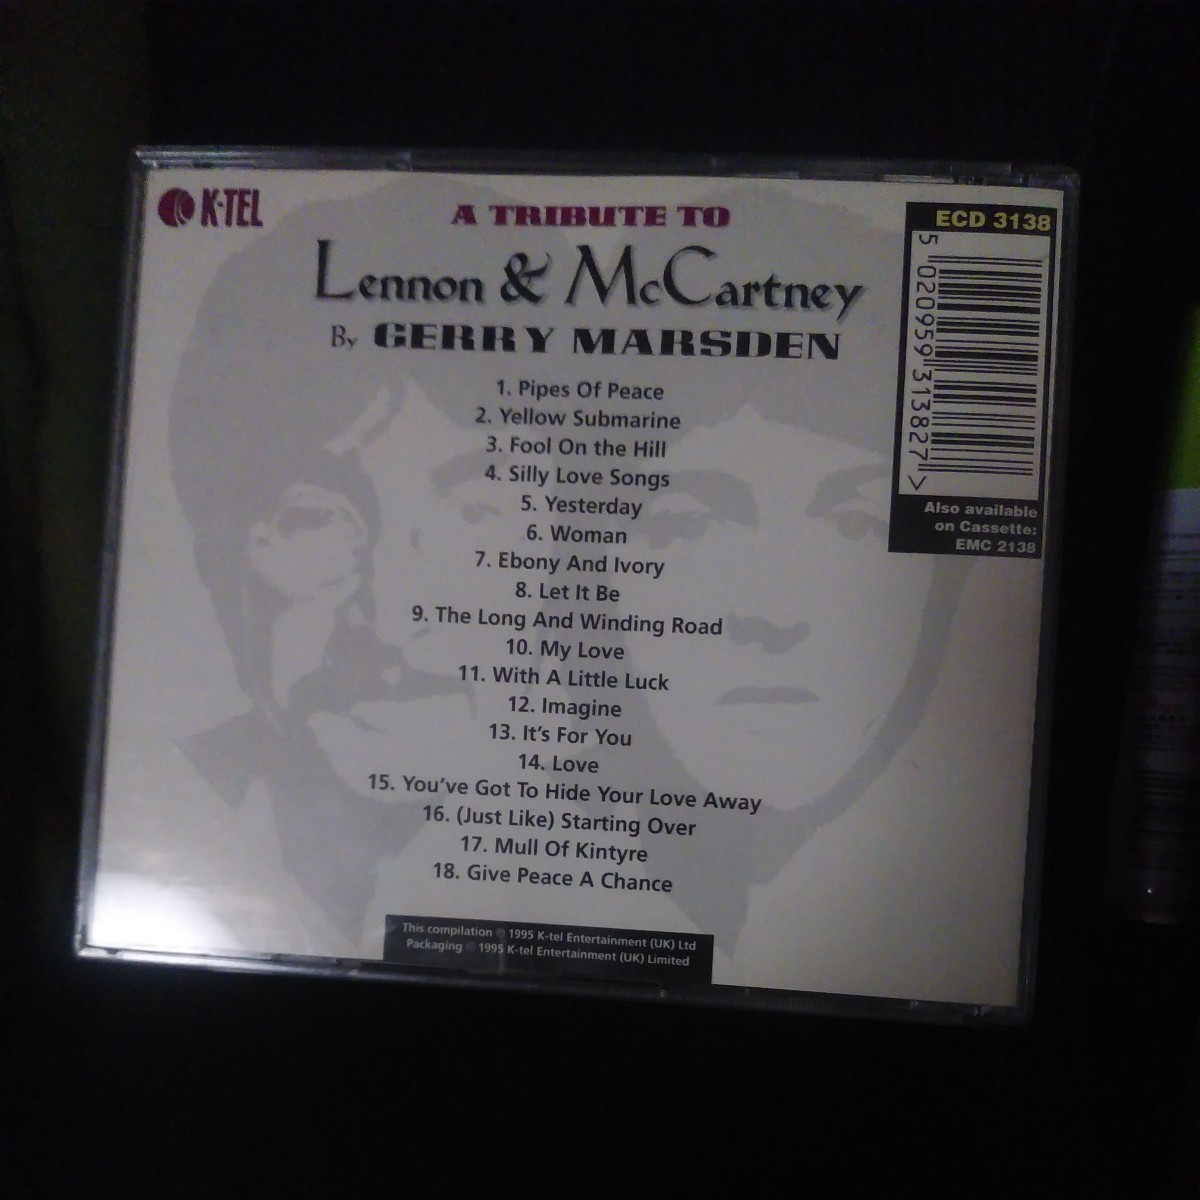 K-TEL
A TRIBUTE TO
Lennon & McCartney
By GERRY MARSDEN
1. Pipes Of Peace
2. Yellow Submarine
3. Fool On the Hill
4. Silly Love Songs
5. Yesterday
6. Woman
7. Ebony And Ivory
8. Let It Be
9. The Long And Winding Road
10. My Love
11. With A Little Luck
12. Imagine
13. It's For You
14. Love
15. You've Got To Hide Your Love Away
16. (Just Like) Starting Over
17. Mull Of Kintyre
18. Give Peace A Chance
ECD 3138
5 020959 313827 >
Also available
on Cassette:
EMC 2138
This compilation ℗ 1995 K-tel Entertainment (UK) Ltd
Packaging © 1995 K-tel Entertainment (UK) Limited